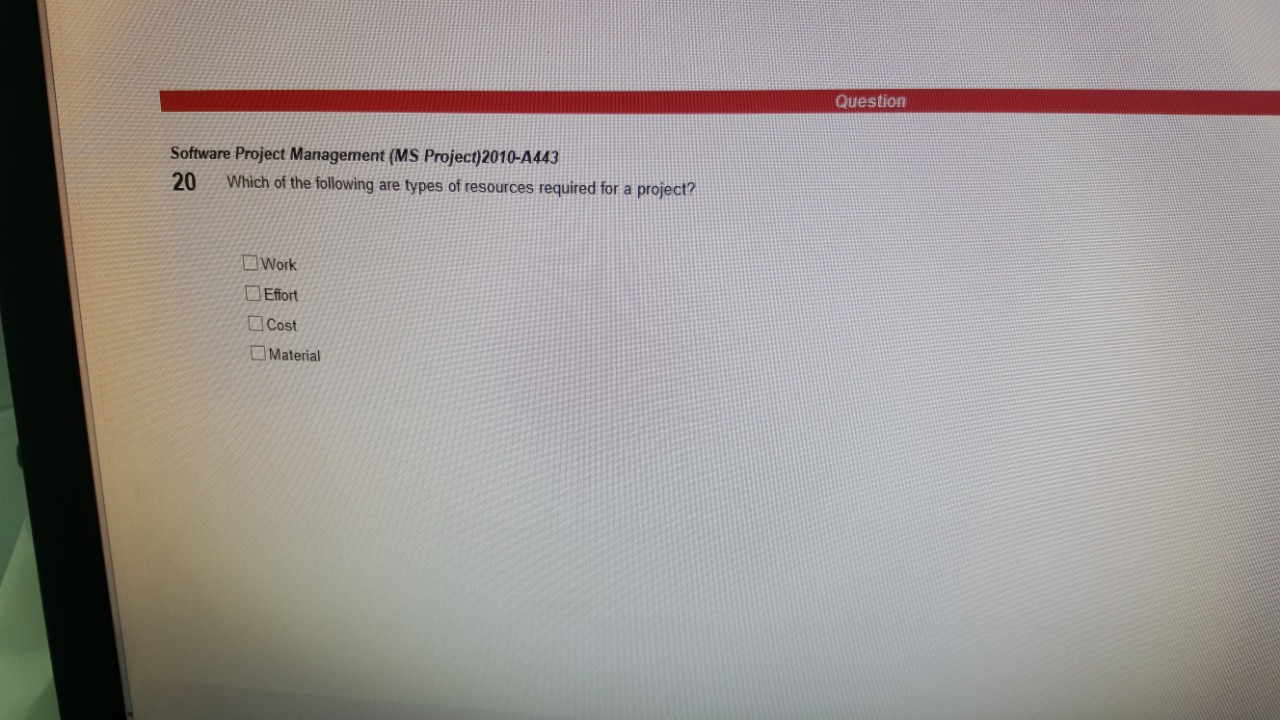 Question
Software Project Management (MS Project)2010-A443
20 Which of the following are types of resources required for a project?
Work
Effort
Cost
Material